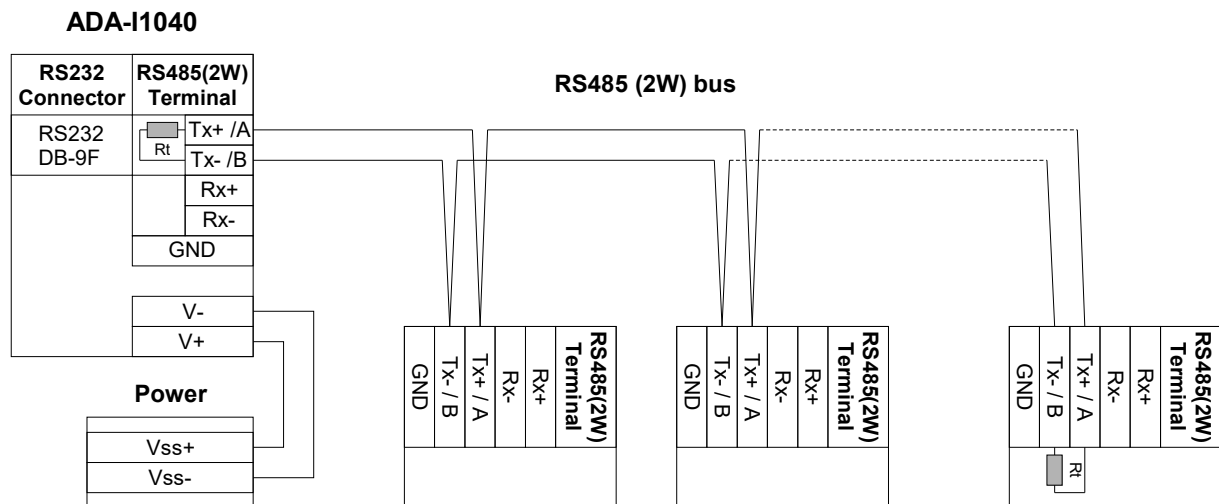 ADA-I1040
RS232
Connector
RS485(2W)
Terminal
RS232
DB-9F
Rt
Tx+ /A
Tx- /B
Rx+
Rx-
GND
V-
V+
Power
Vss+
Vss-
RS485 (2W) bus
GND
Tx- / B
Tx+ / A
Rx-
Rx+
RS485(2W)
Terminal
GND
Tx- / B
Tx+ / A
Rx-
Rx+
RS485(2W)
Terminal
GND
Tx- / B
Tx+ / A
Rx-
Rx+
RS485(2W)
Terminal
Rt